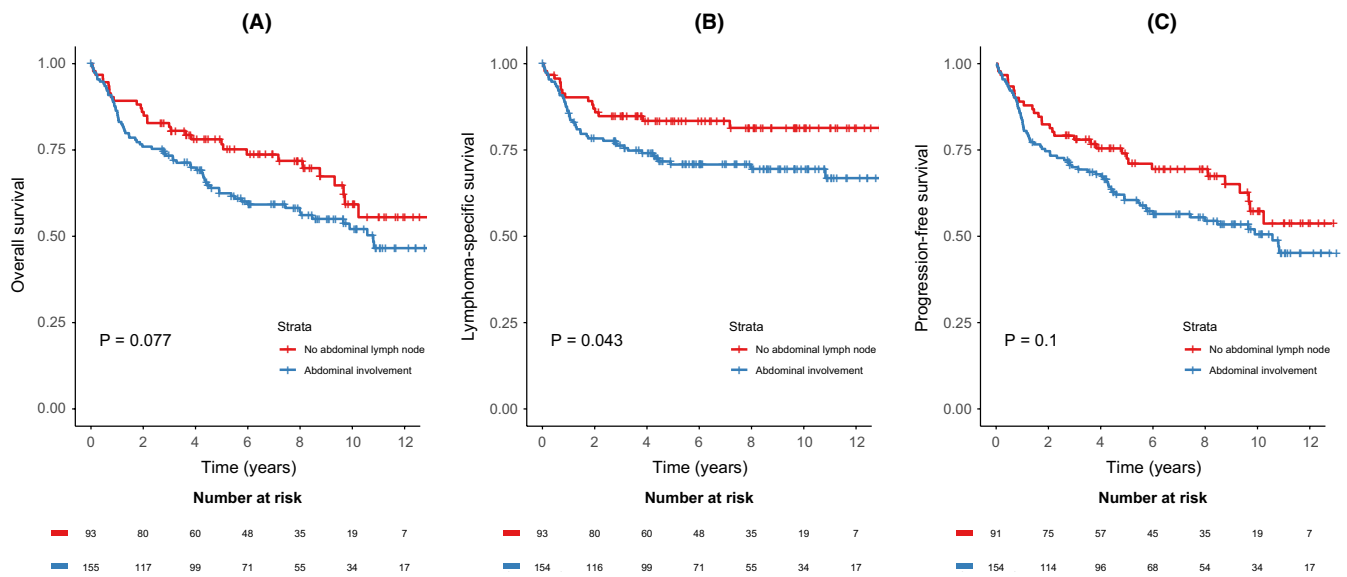 (A)
Overall survival
1.00
0.75
0.50
0.25
0.00
P = 0.077
Strata
No abdominal lymph node
Abdominal involvement
0 2 4 6 8 10 12
Time (years)
Number at risk
93 80 60 48 35 19 7
155 117 99 71 55 34 17
(B)
Lymphoma-specific survival
1.00
0.75
0.50
0.25
0.00
P = 0.043
Strata
No abdominal lymph node
Abdominal involvement
0 2 4 6 8 10 12
Time (years)
Number at risk
93 80 60 48 35 19 7
154 116 99 71 55 34 17
(C)
Progression-free survival
1.00
0.75
0.50
0.25
0.00
P = 0.1
Strata
No abdominal lymph node
Abdominal involvement
0 2 4 6 8 10 12
Time (years)
Number at risk
91 75 57 45 35 19 7
154 114 96 68 54 34 17